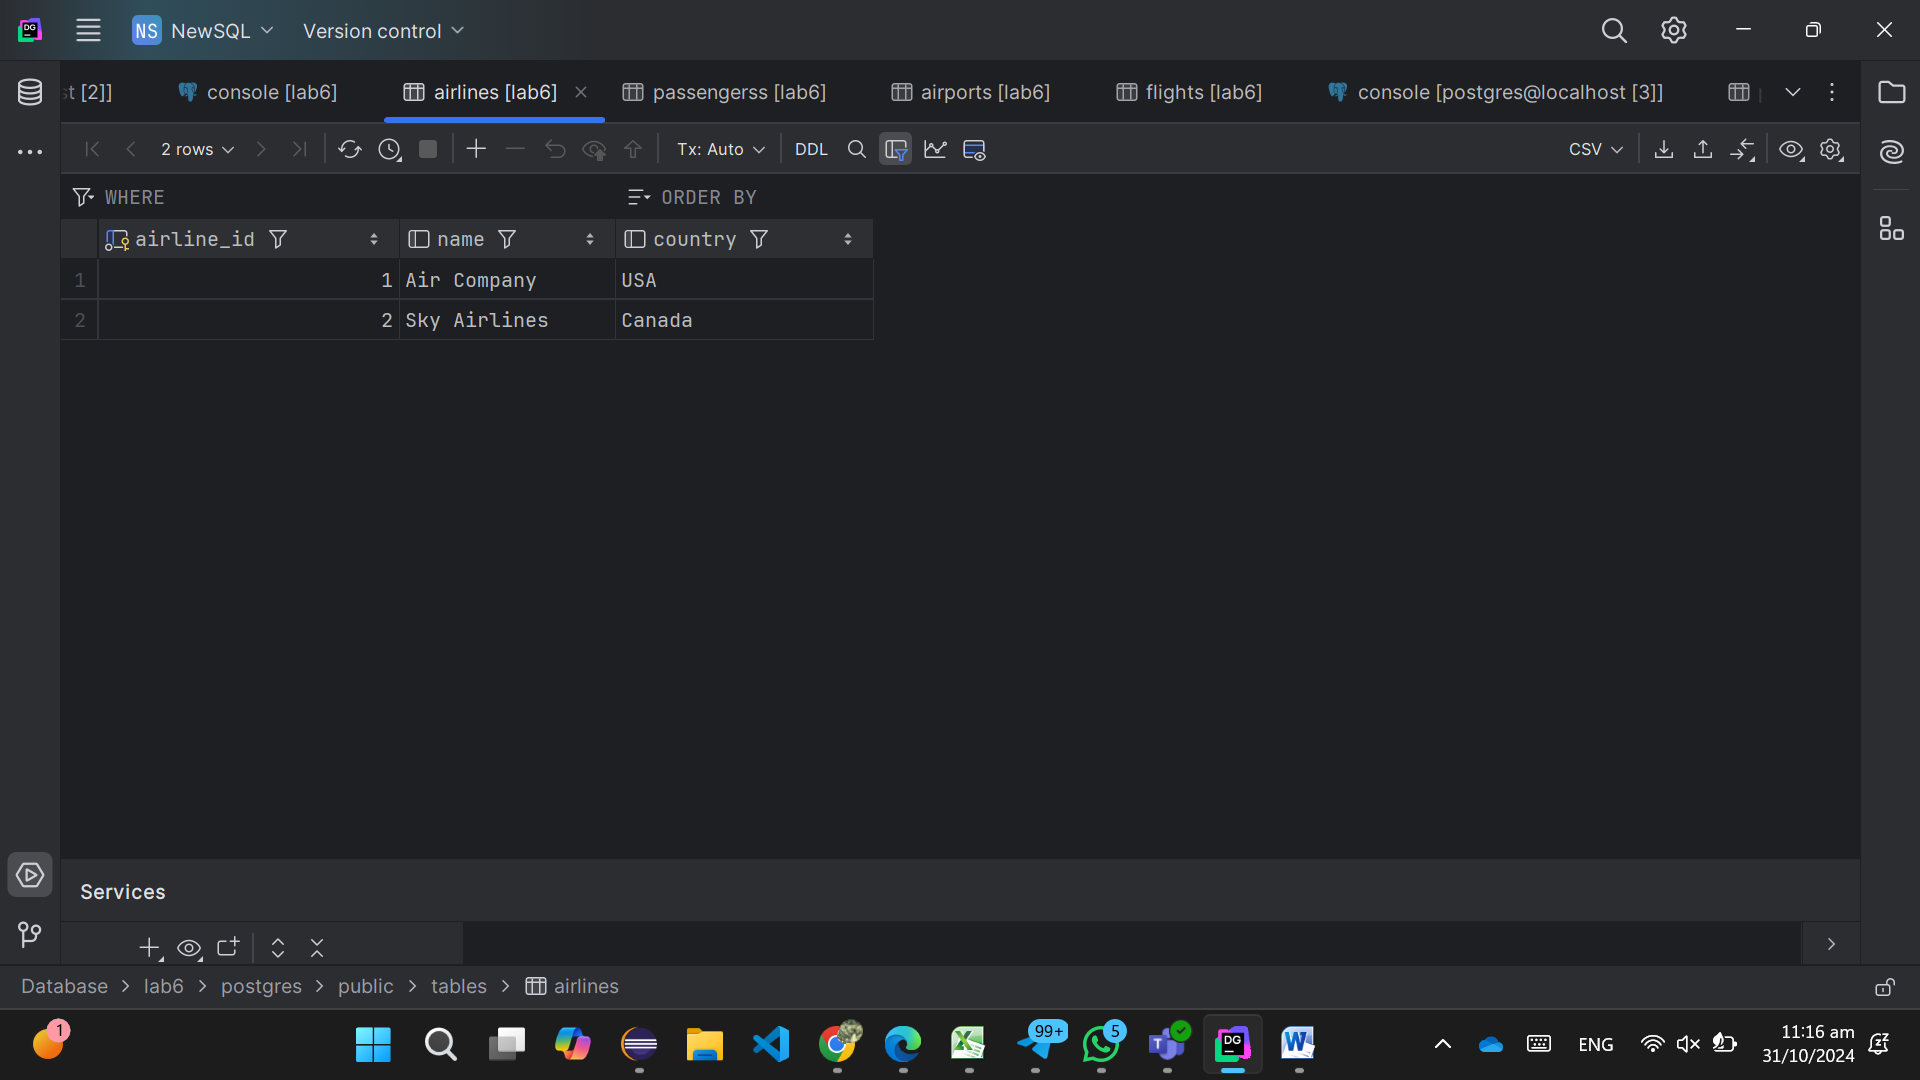 DG NS NewSQL Version control
st [2]] console [lab6] airlines [lab6] passengerss [lab6] airports [lab6] flights [lab6] console [postgres@localhost [3]]
2 rows Tx: Auto DDL CSV
WHERE ORDER BY
airline_id name country
1 1 Air Company USA
2 2 Sky Airlines Canada
Services
Database > lab6 > postgres > public > tables > airlines
1 99+ 5 DG ENG 11:16 am
31/10/2024